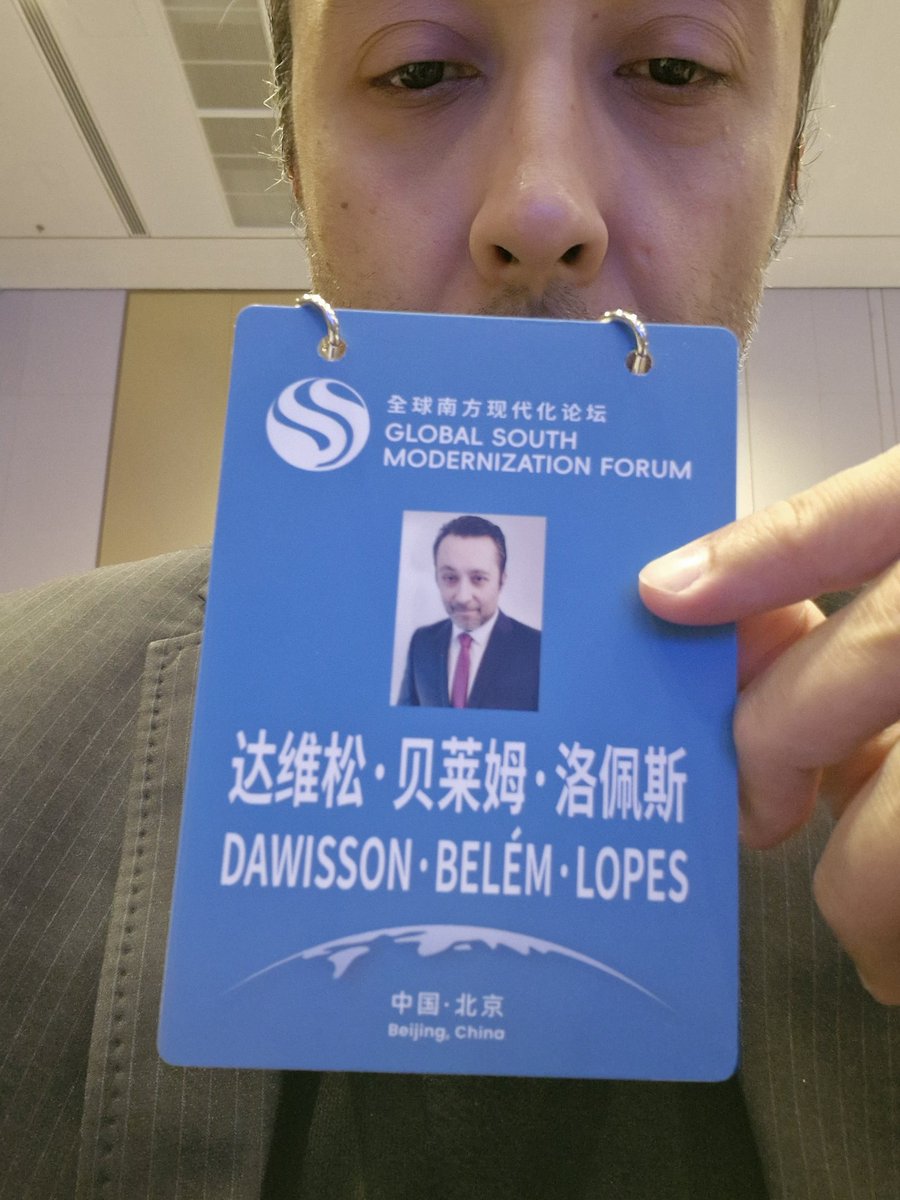 全球南方现代化论坛
GLOBAL SOUTH
MODERNIZATION FORUM
达维松·贝莱姆·洛佩斯
DAWISSON·BELÉM·LOPES
中国·北京
Beijing, China